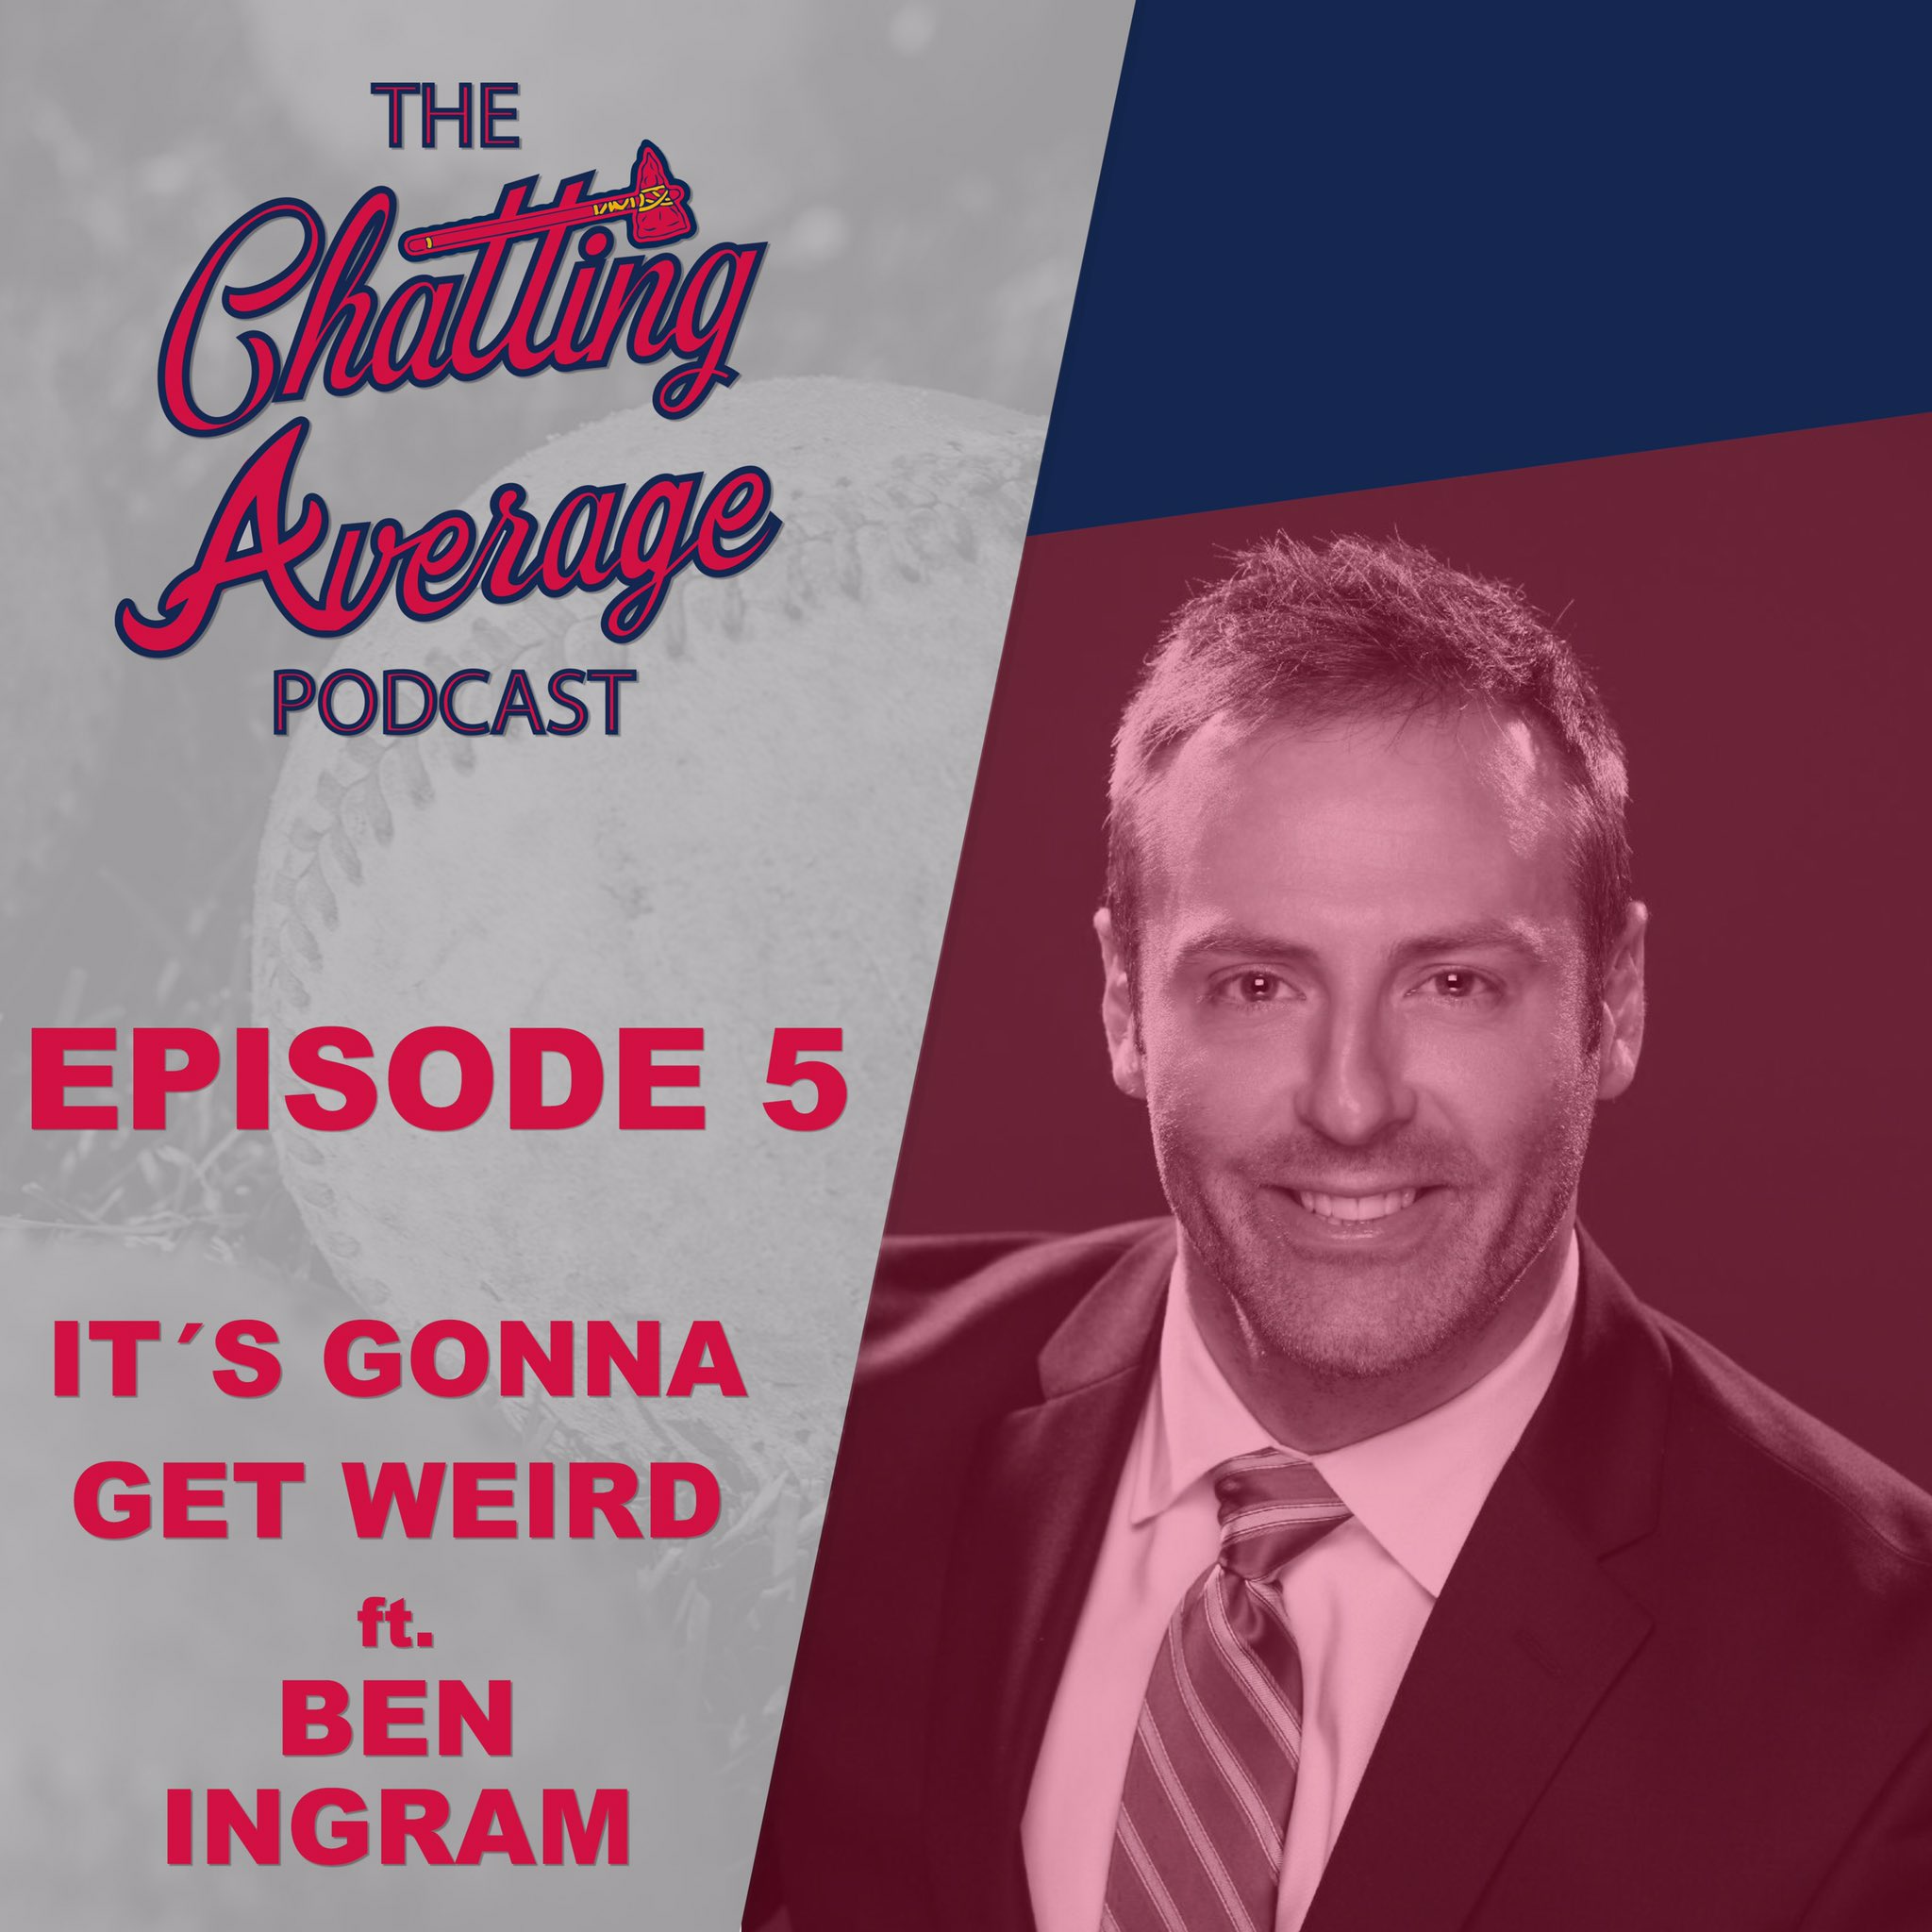 THE
Chatting
Average
PODCAST
EPISODE 5
IT´S GONNA
GET WEIRD
ft.
BEN
INGRAM